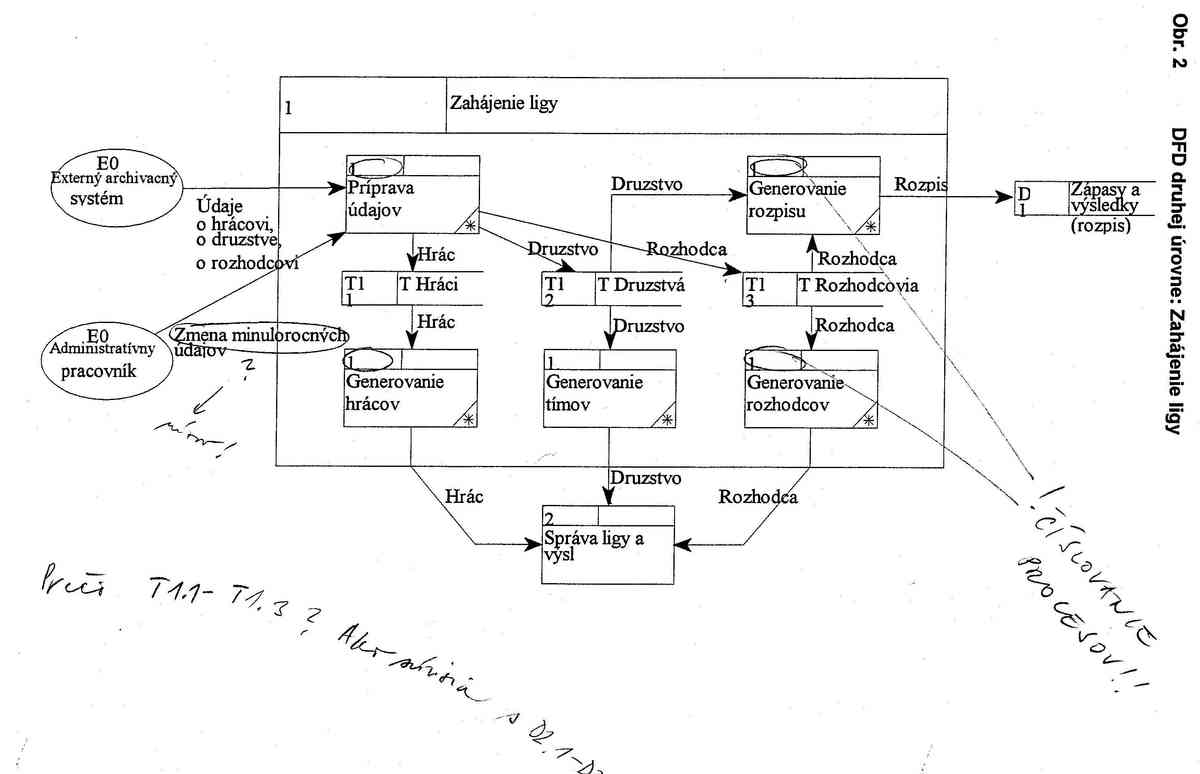 Obr. 2 DFD druhej úrovne: Zahájenie ligy
1
Zahájenie ligy
E0
Externý archivacný
systém
Údaje
o hrácovi,
o druzstve,
o rozhodcovi
1
Príprava
údajov
*
Druzstvo
1
Generovanie
rozpisu
*
Rozpis
D
1
Zápasy a
výsledky
(rozpis)
Hrác
Druzstvo
Rozhodca
Rozhodca
T1
1
T Hráci
T1
2
T Druzstvá
T1
3
T Rozhodcovia
Hrác
Druzstvo
Rozhodca
E0
Administratívny
pracovník
Zmena minulorocných
údajov
?
1
Generovanie
hrácov
*
1
Generovanie
tímov
*
1
Generovanie
rozhodcov
*
Hrác
Druzstvo
Rozhodca
2
Správa ligy a
výsl
! ČÍSLOVANIE
PROCESOV!!
Prečo T1.1- T1.3 ? Ako súvisia s D2.1-D2